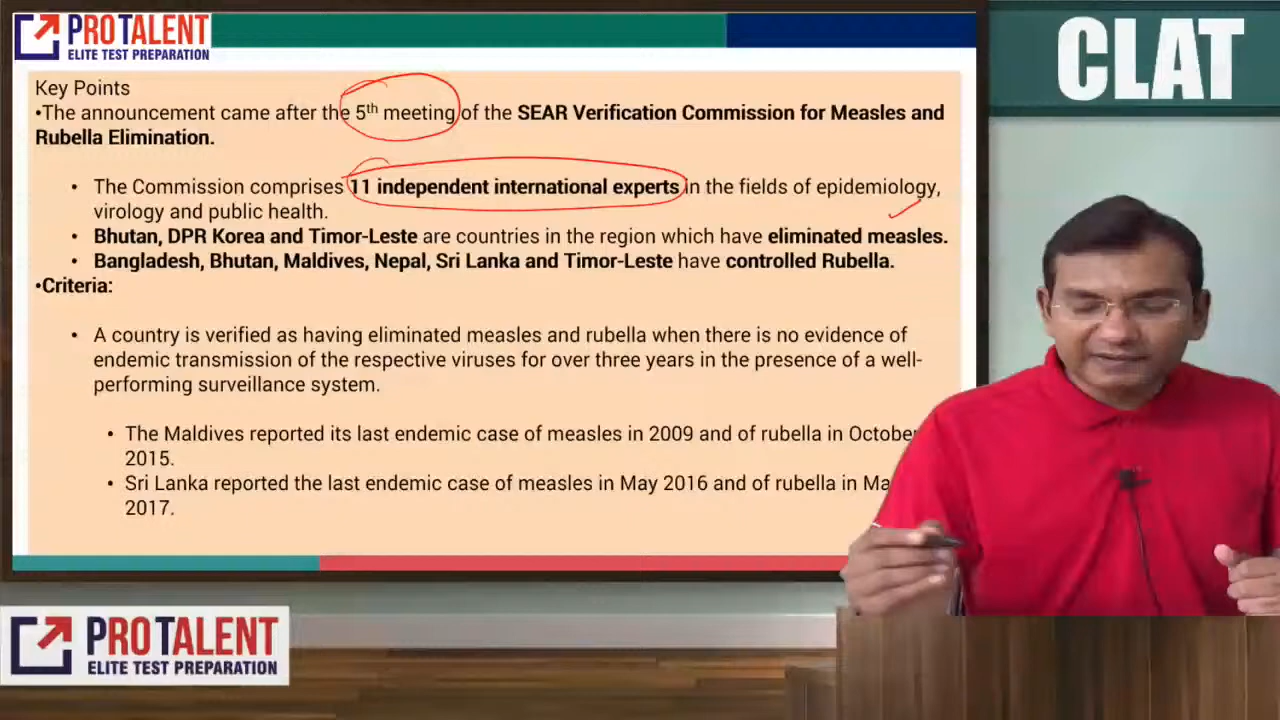 PROTALENT
ELITE TEST PREPARATION
CLAT
Key Points
•The announcement came after the 5th meeting of the SEAR Verification Commission for Measles and
Rubella Elimination.
• The Commission comprises 11 independent international experts in the fields of epidemiology,
virology and public health.
• Bhutan, DPR Korea and Timor-Leste are countries in the region which have eliminated measles.
• Bangladesh, Bhutan, Maldives, Nepal, Sri Lanka and Timor-Leste have controlled Rubella.
•Criteria:
• A country is verified as having eliminated measles and rubella when there is no evidence of
endemic transmission of the respective viruses for over three years in the presence of a well-
performing surveillance system.
• The Maldives reported its last endemic case of measles in 2009 and of rubella in October
2015.
• Sri Lanka reported the last endemic case of measles in May 2016 and of rubella in
2017.
PROTALENT
ELITE TEST PREPARATION